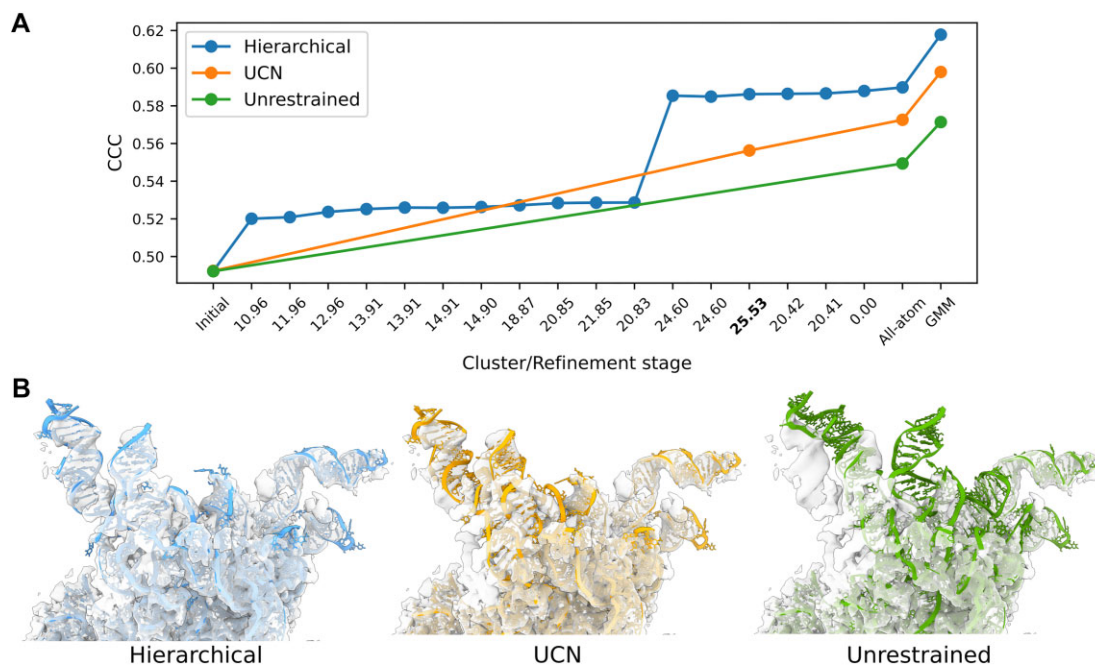 A
CCC
0.62
0.60
0.58
0.56
0.54
0.52
0.50
Hierarchical
UCN
Unrestrained
Initial 10.96 11.96 12.96 13.91 13.91 14.91 14.90 18.87 20.85 21.85 20.83 24.60 24.60 25.53 20.42 20.41 0.00 All-atom GMM
Cluster/Refinement stage
B
Hierarchical UCN Unrestrained